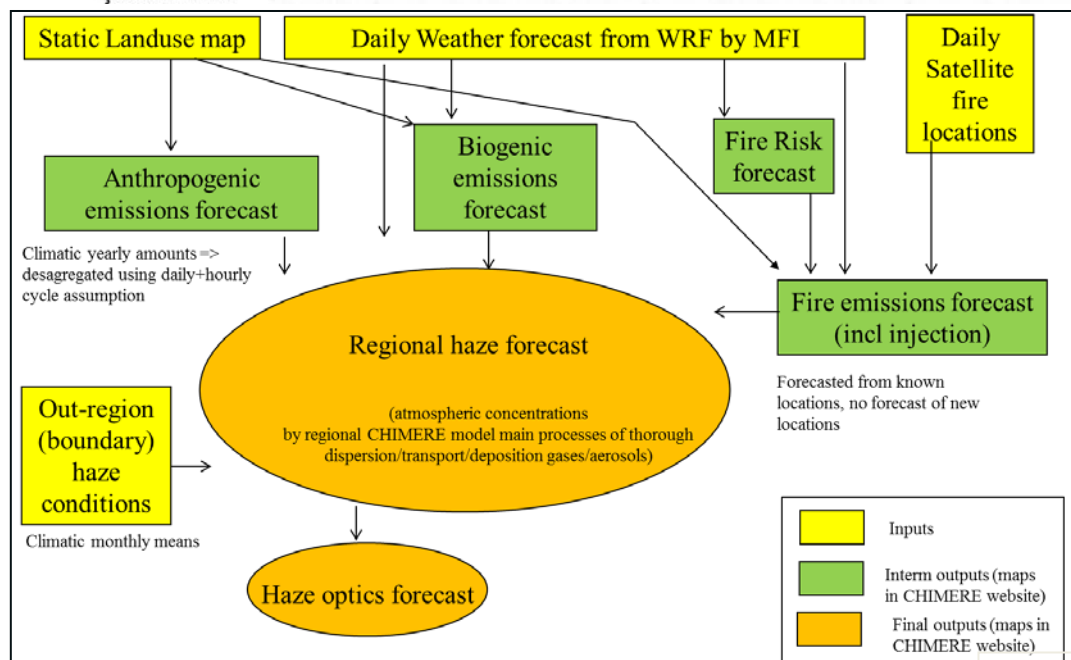 Static Landuse map
Daily Weather forecast from WRF by MFI
Daily
Satellite
fire
locations
Anthropogenic
emissions forecast
Biogenic
emissions
forecast
Fire Risk
forecast
Climatic yearly amounts =>
desagregated using daily+hourly
cycle assumption
Fire emissions forecast
(incl injection)
Forecasted from known
locations, no forecast of new
locations
Regional haze forecast
(atmospheric concentrations
by regional CHIMERE model main processes of thorough
dispersion/transport/deposition gases/aerosols)
Out-region
(boundary)
haze
conditions
Climatic monthly means
Haze optics forecast
Inputs
Interm outputs (maps
in CHIMERE website)
Final outputs (maps in
CHIMERE website)